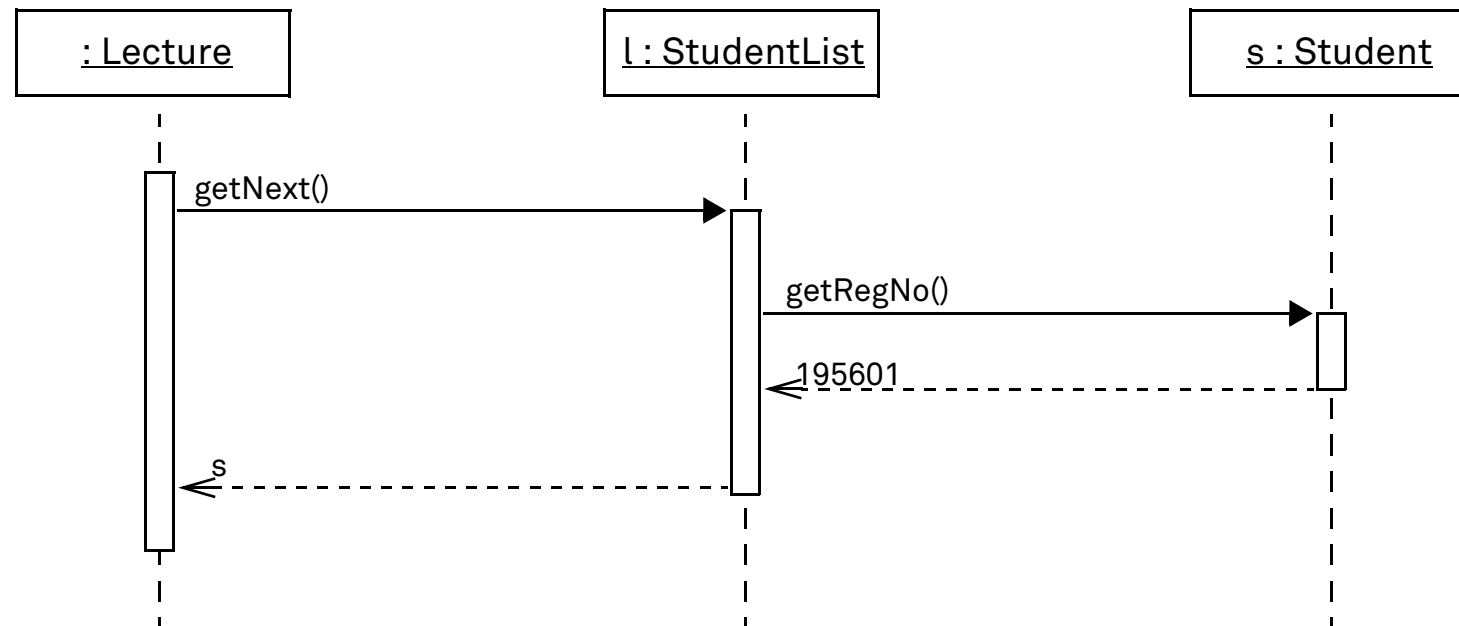 : Lecture
l : StudentList
s : Student
getNext()
getRegNo()
195601
s